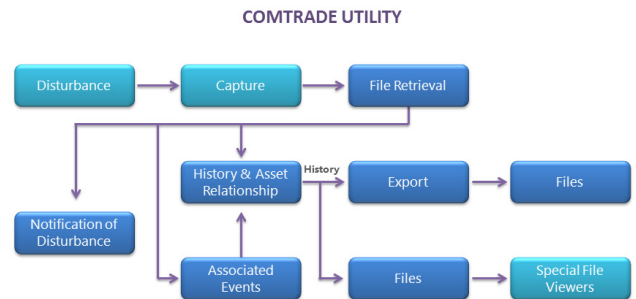 COMTRADE UTILITY
Disturbance
Capture
File Retrieval
History & Asset
Relationship
History
Export
Files
Notification of
Disturbance
Associated
Events
Files
Special File
Viewers